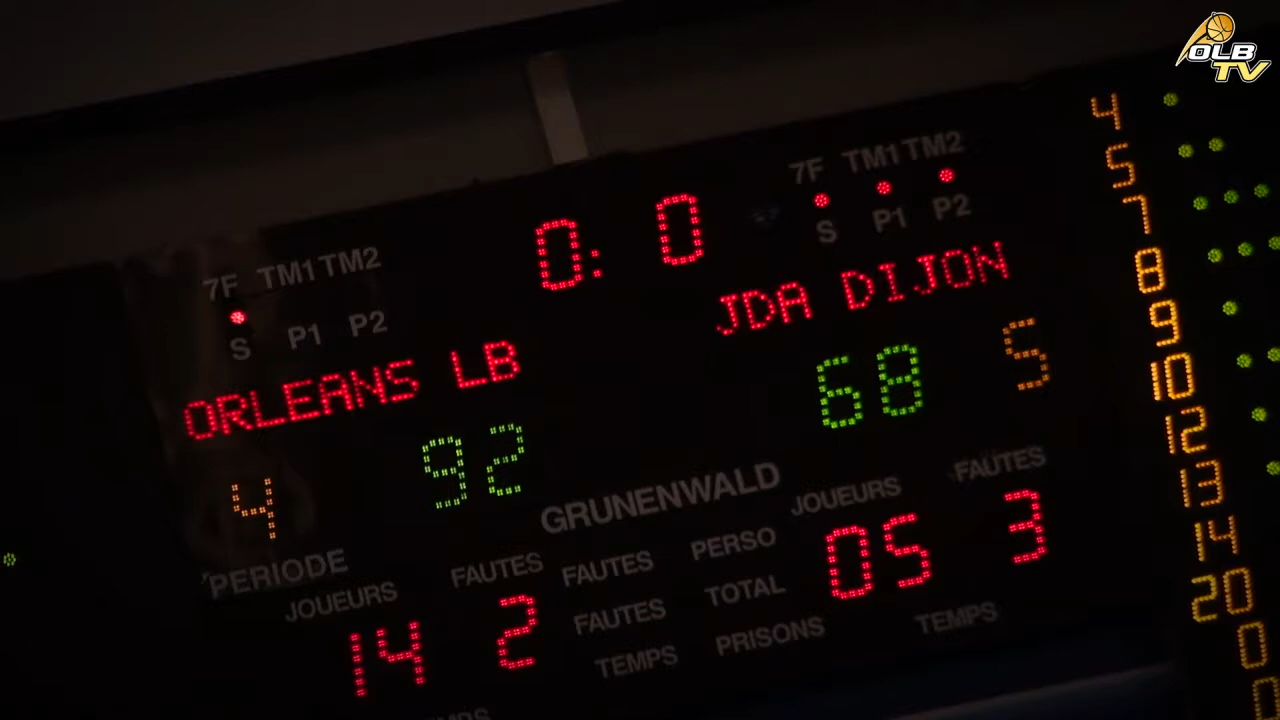 OLB
TV
7F TM1 TM2
S P1 P2
0:0
7F TM1 TM2
S P1 P2
ORLEANS LB
JDA DIJON
4 92
68 5
PERIODE
GRUNENWALD
JOUEURS FAUTES
14 2
FAUTES PERSO
FAUTES TOTAL
TEMPS PRISONS
JOUEURS FAUTES
05 3
TEMPS
4
5
7
8
9
10
12
13
14
20
0
0